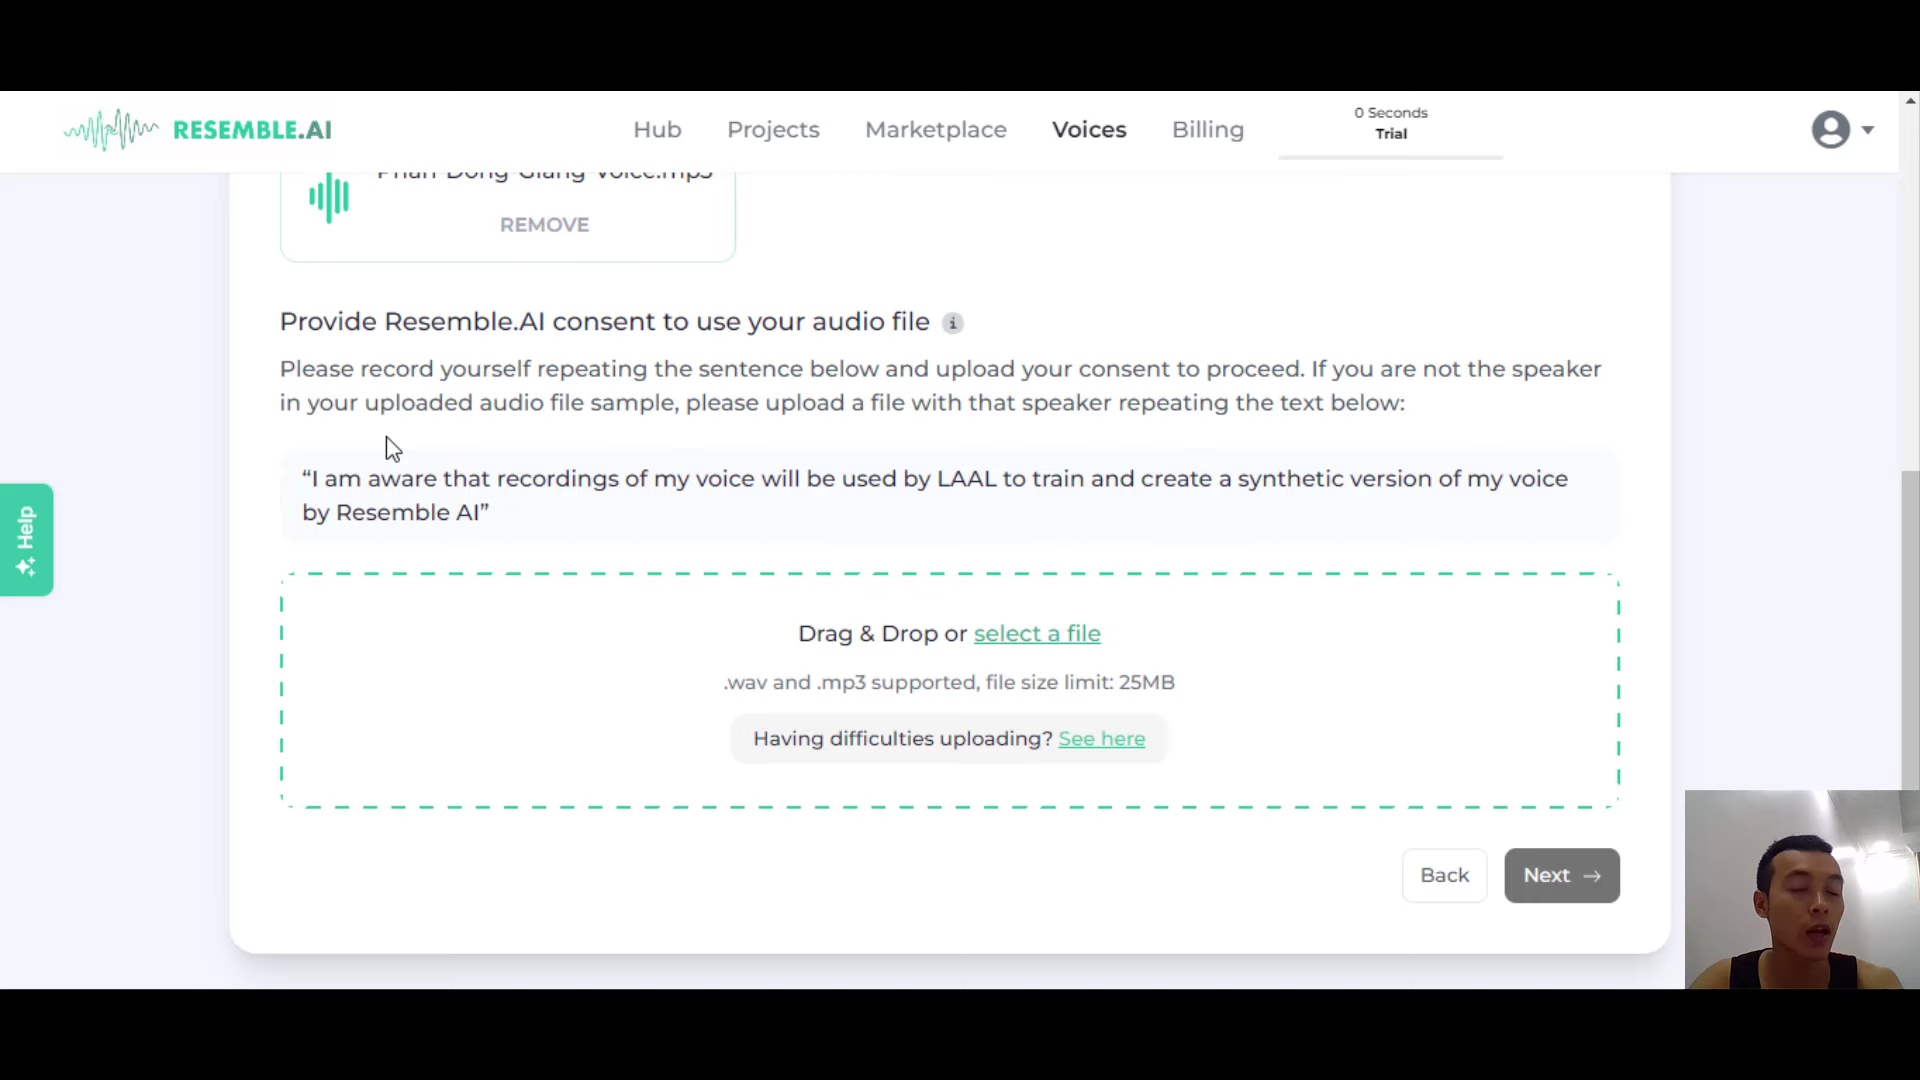 RESEMBLE.AI
Hub
Projects
Marketplace
Voices
Billing
0 Seconds
Trial
Phan-Dong-Giang-Voice.mp3
REMOVE
Provide Resemble.AI consent to use your audio file
Please record yourself repeating the sentence below and upload your consent to proceed. If you are not the speaker
in your uploaded audio file sample, please upload a file with that speaker repeating the text below:
“I am aware that recordings of my voice will be used by LAAL to train and create a synthetic version of my voice
by Resemble AI”
Help
Drag & Drop or select a file
.wav and .mp3 supported, file size limit: 25MB
Having difficulties uploading? See here
Back
Next →